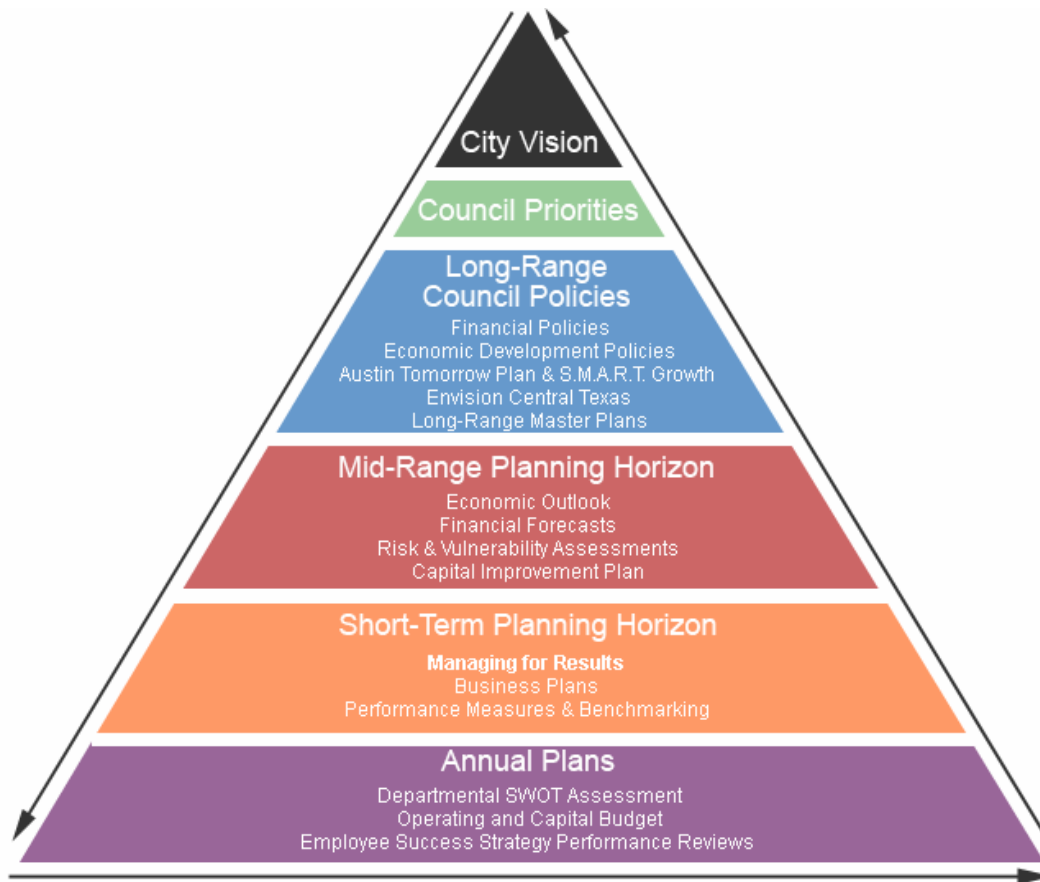 City Vision
Council Priorities
Long-Range
Council Policies
Financial Policies
Economic Development Policies
Austin Tomorrow Plan & S.M.A.R.T. Growth
Envision Central Texas
Long-Range Master Plans
Mid-Range Planning Horizon
Economic Outlook
Financial Forecasts
Risk & Vulnerability Assessments
Capital Improvement Plan
Short-Term Planning Horizon
Managing for Results
Business Plans
Performance Measures & Benchmarking
Annual Plans
Departmental SWOT Assessment
Operating and Capital Budget
Employee Success Strategy Performance Reviews